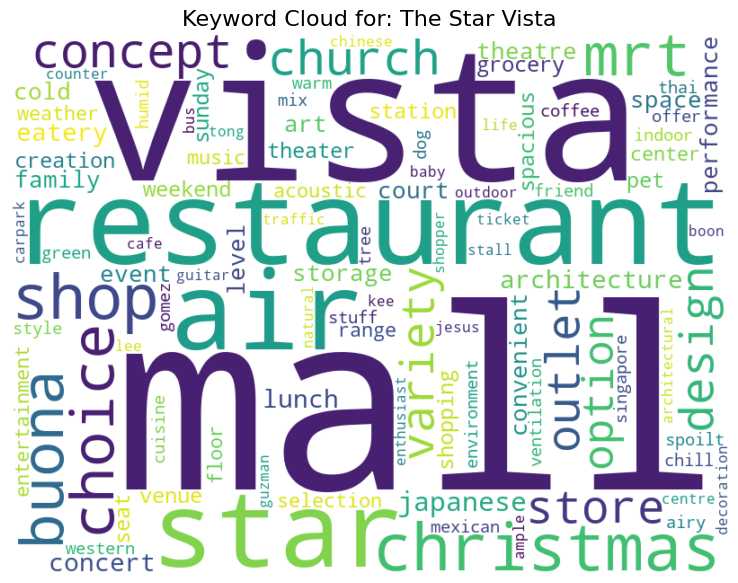 Keyword Cloud for: The Star Vista
chinese
concept
church
theatre
mrt
counter
vista
grocery
cold
humid
bus
sunday
warm
mix
thai
weather
station
space
coffee
offer
performance
eatery
tong
art
life
spacious
indoor
creation
music
theater
dog
center
family
weekend
acoustic
baby
court
outdoor
friend
pet
carpark
restaurant
traffic
ticket
green
cafe
tree
shopper
stall
boon
event
guitar
level
storage
architecture
shop
air
gomez
stuff
natural
kee
variety
design
style
range
jesus
convenient
outlet
option
singapore
architectural
lee
mall
entertainment
buona
choice
cuisine
floor
lunch
enthusiast
shopping
environment
ventilation
spoilt
chill
decoration
seat
venue
guzman
selection
japanese
store
centre
star
mexican
ample
airy
western
concert
christmas